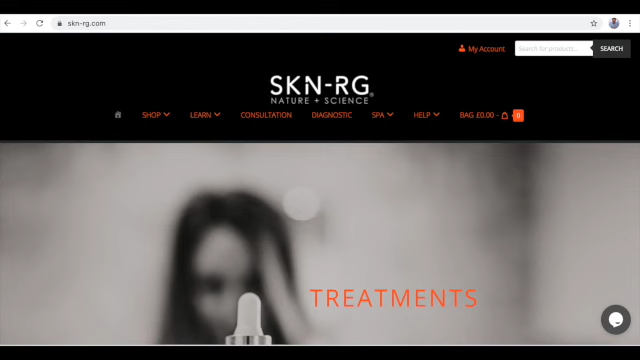 skn-rg.com
My Account
Search for products...
SEARCH
SKN-RG®
NATURE + SCIENCE
SHOP
LEARN
CONSULTATION
DIAGNOSTIC
SPA
HELP
BAG £0.00 -
0
TREATMENTS